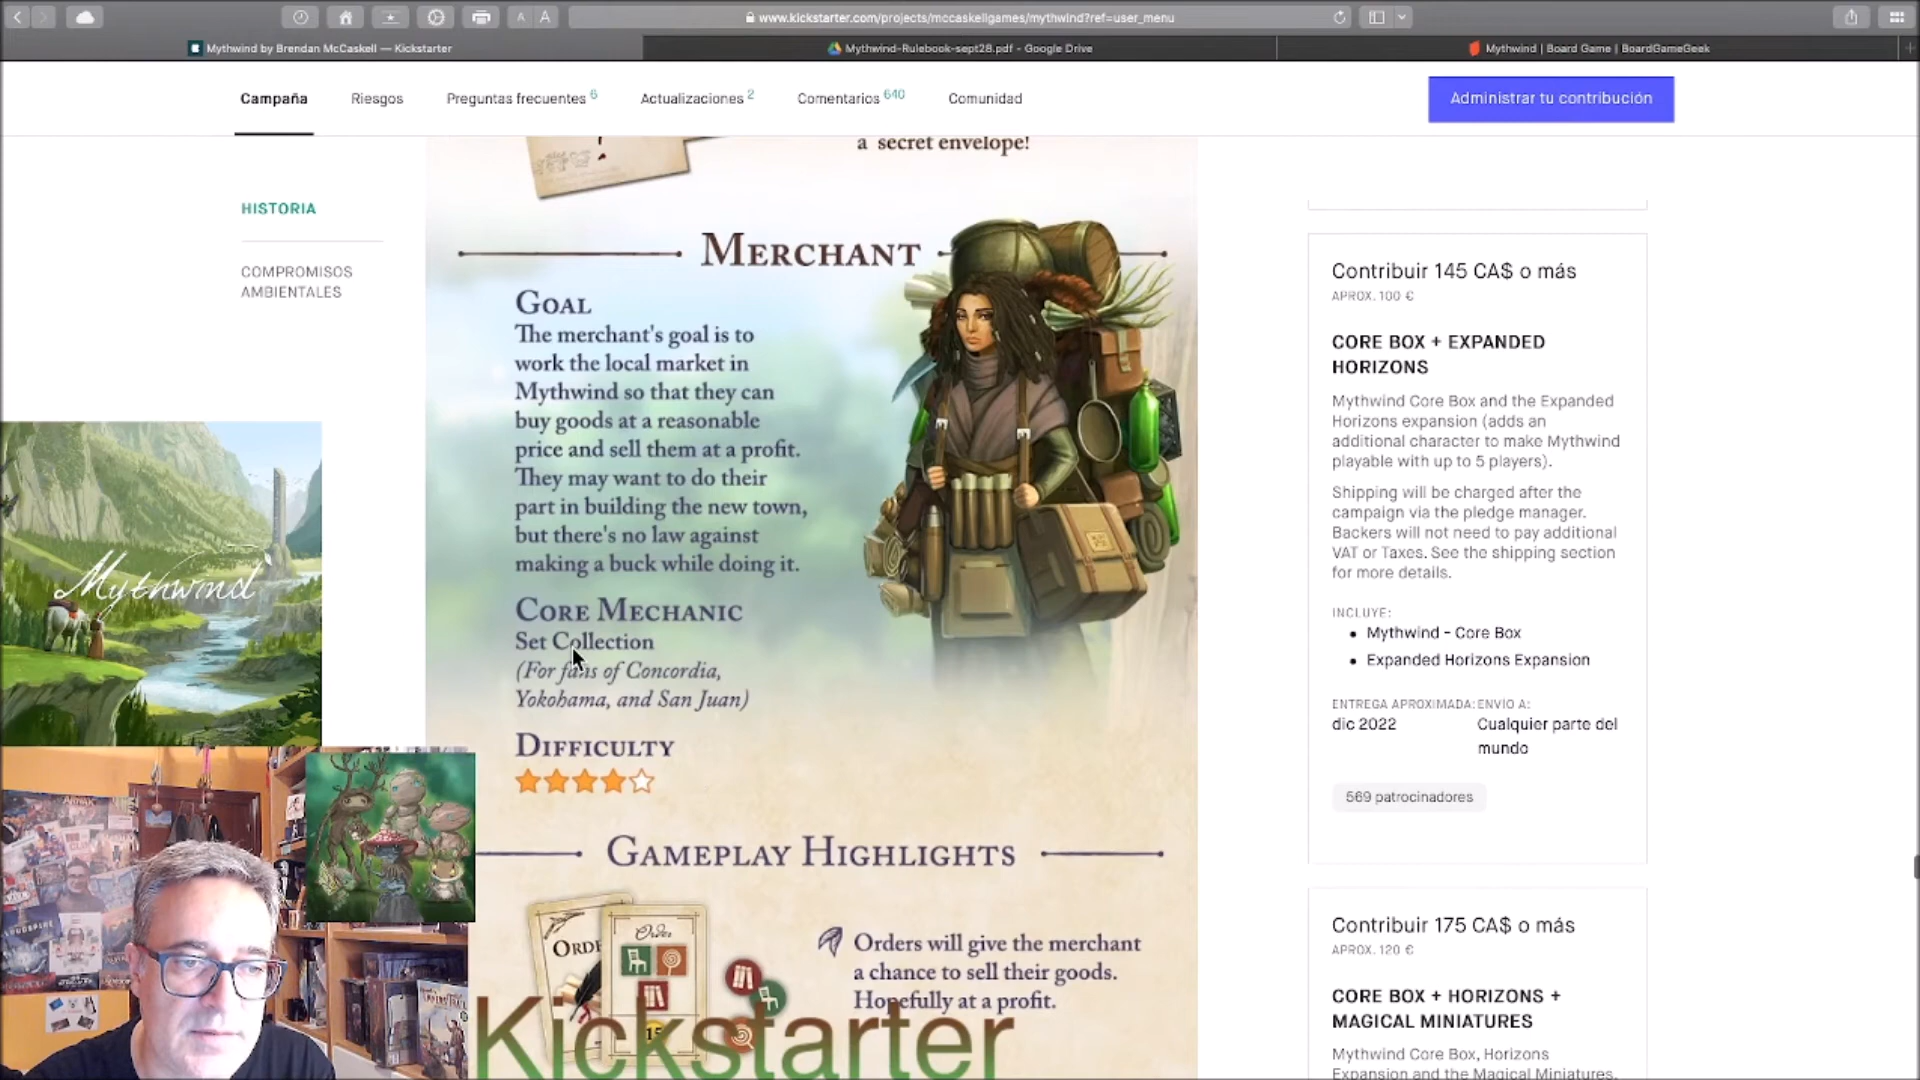 www.kickstarter.com/projects/mccaskellgames/mythwind?ref=user_menu
Mythwind by Brendan McCaskell — Kickstarter
Mythwind-Rulebook-sept28.pdf - Google Drive
Mythwind | Board Game | BoardGameGeek
Campaña
Riesgos
Preguntas frecuentes 6
Actualizaciones 2
Comentarios 640
Comunidad
Administrar tu contribución
a secret envelope!
HISTORIA
COMPROMISOS
AMBIENTALES
MERCHANT
GOAL
The merchant's goal is to
work the local market in
Mythwind so that they can
buy goods at a reasonable
price and sell them at a profit.
They may want to do their
part in building the new town,
but there's no law against
making a buck while doing it.
CORE MECHANIC
Set Collection
(For fans of Concordia,
Yokohama, and San Juan)
DIFFICULTY
GAMEPLAY HIGHLIGHTS
Order
Orders will give the merchant
a chance to sell their goods.
Hopefully at a profit.
Contribuir 145 CA$ o más
APROX. 100 €
CORE BOX + EXPANDED
HORIZONS
Mythwind Core Box and the Expanded
Horizons expansion (adds an
additional character to make Mythwind
playable with up to 5 players).
Shipping will be charged after the
campaign via the pledge manager.
Backers will not need to pay additional
VAT or Taxes. See the shipping section
for more details.
INCLUYE:
Mythwind - Core Box
Expanded Horizons Expansion
ENTREGA APROXIMADA:
dic 2022
ENVÍO A:
Cualquier parte del
mundo
569 patrocinadores
Contribuir 175 CA$ o más
APROX. 120 €
CORE BOX + HORIZONS +
MAGICAL MINIATURES
Mythwind Core Box, Horizons
Expansion and the Magical Miniatures.
Mythwind
Kickstarter